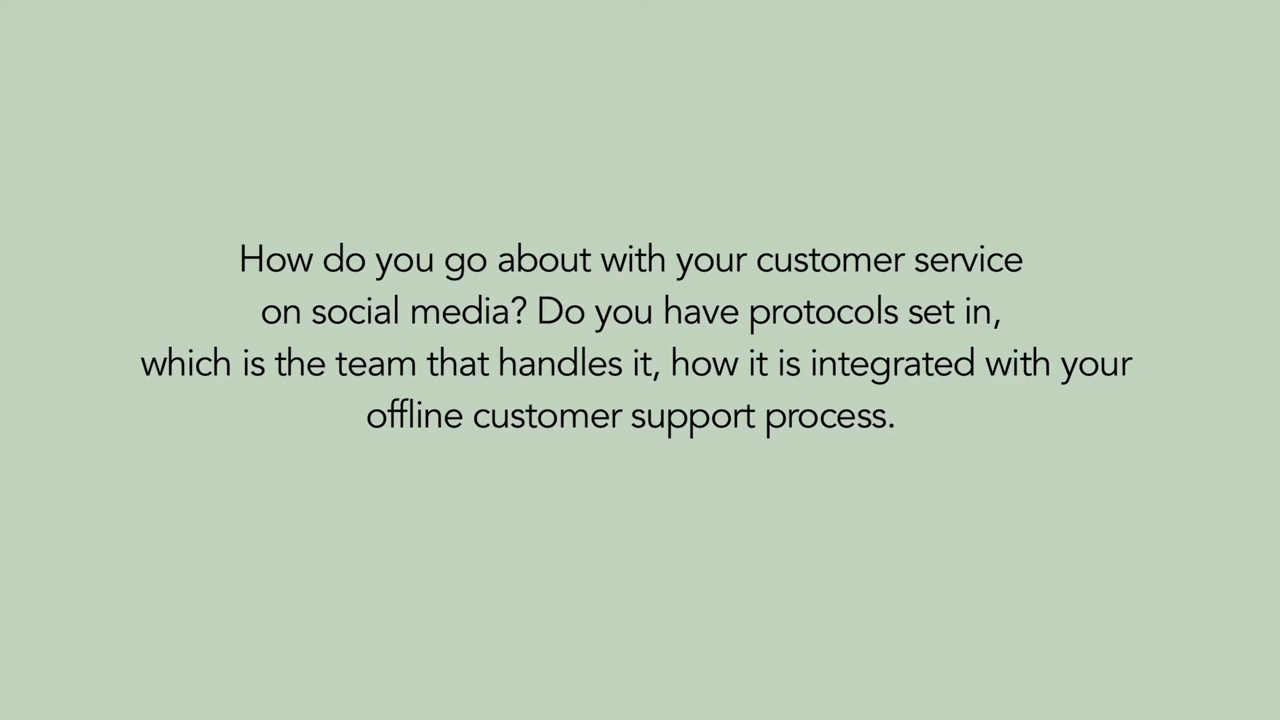 How do you go about with your customer service
on social media? Do you have protocols set in,
which is the team that handles it, how it is integrated with your
offline customer support process.